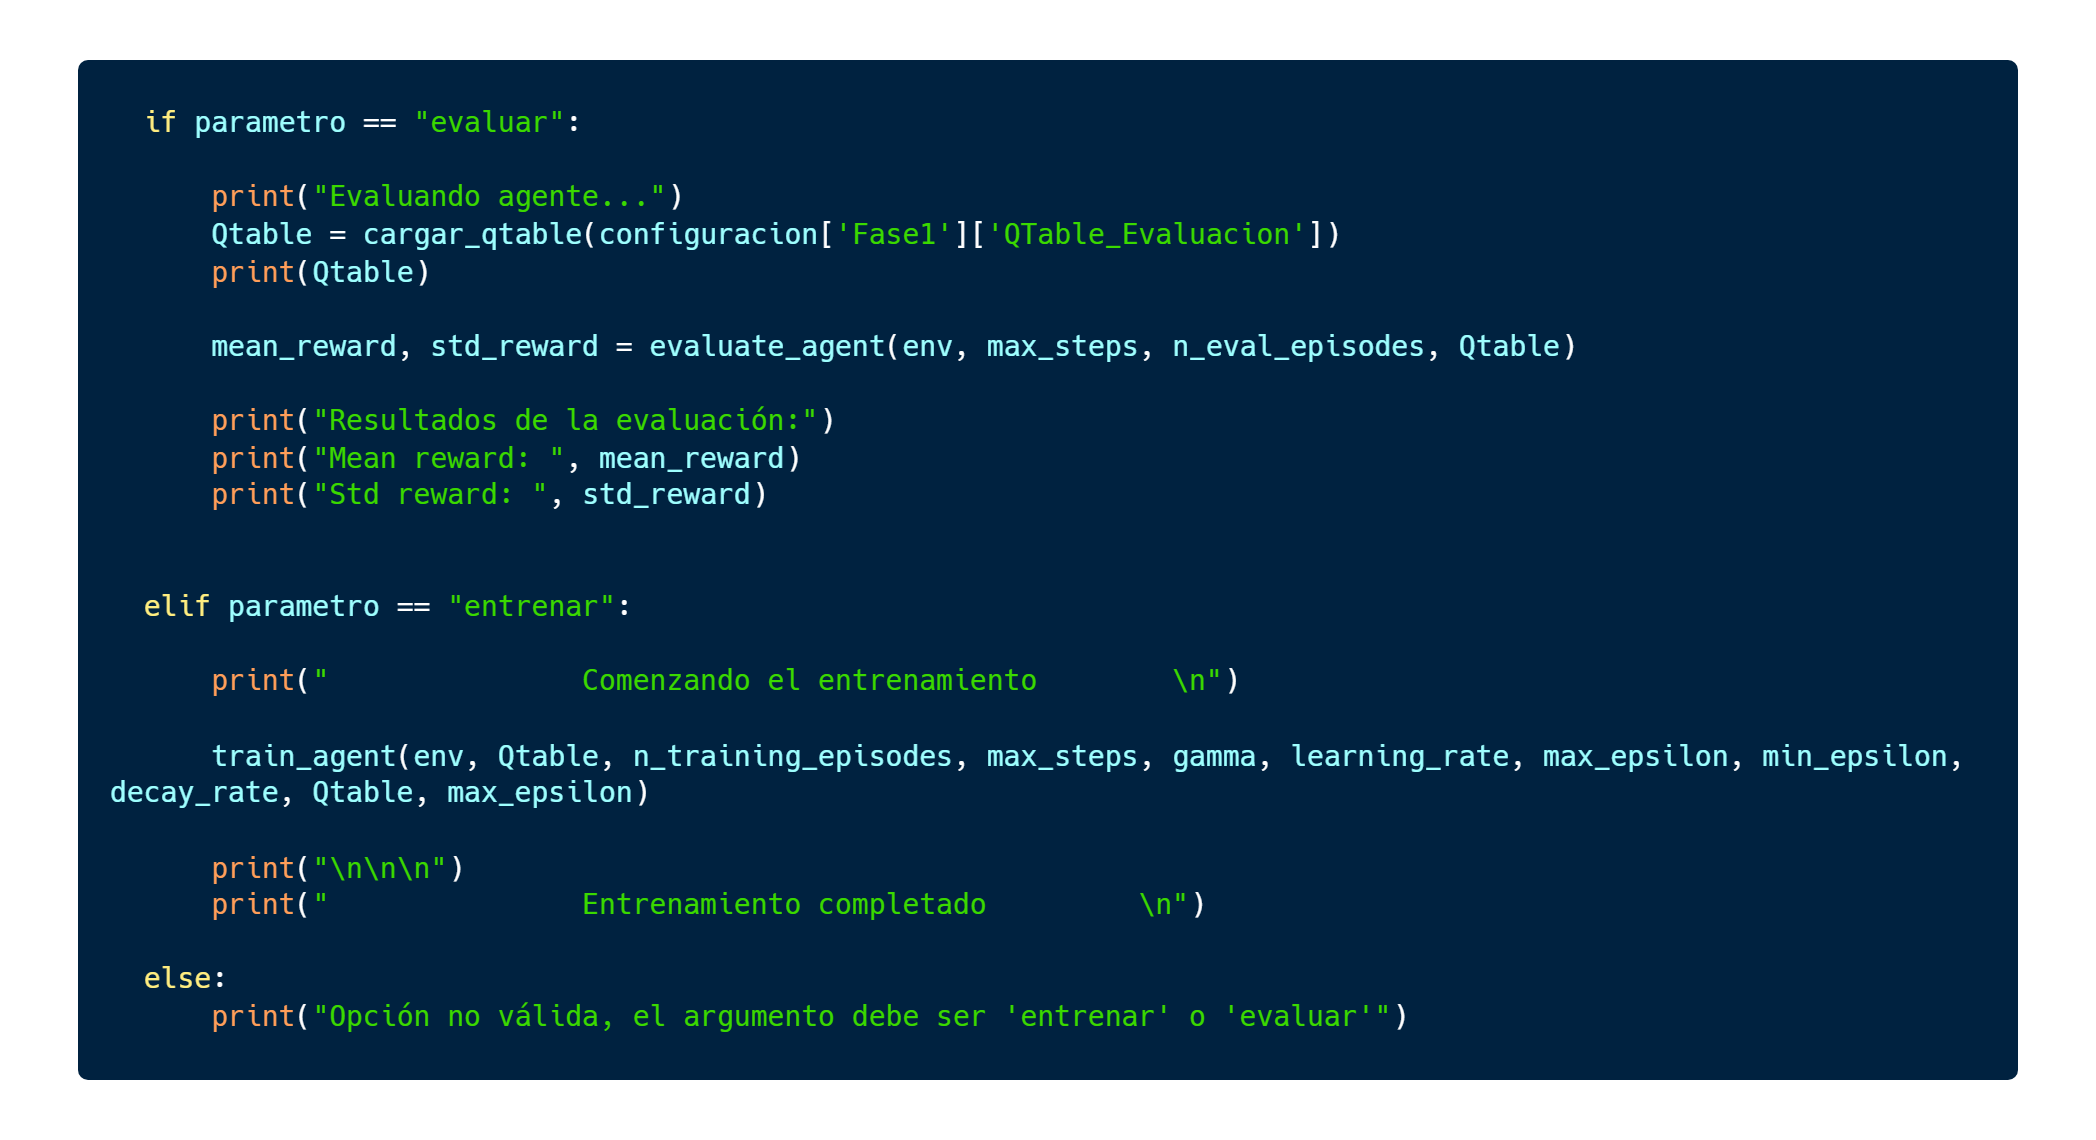 if parametro == "evaluar":
print("Evaluando agente...")
Qtable = cargar_qtable(configuracion['Fase1']['QTable_Evaluacion'])
print(Qtable)
mean_reward, std_reward = evaluate_agent(env, max_steps, n_eval_episodes, Qtable)
print("Resultados de la evaluación:")
print("Mean reward: ", mean_reward)
print("Std reward: ", std_reward)
elif parametro == "entrenar":
print("               Comenzando el entrenamiento        \n")
train_agent(env, Qtable, n_training_episodes, max_steps, gamma, learning_rate, max_epsilon, min_epsilon,
decay_rate, Qtable, max_epsilon)
print("\n\n\n")
print("               Entrenamiento completado         \n")
else:
print("Opción no válida, el argumento debe ser 'entrenar' o 'evaluar'")